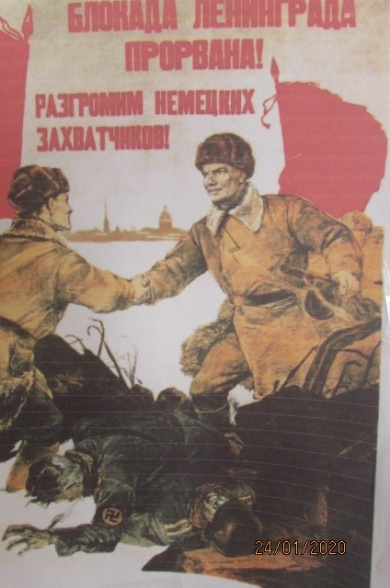 БЛОКАДА ЛЕНИНГРАДА
ПРОРВАНА!
РАЗГРОМИМ НЕМЕЦКИХ
ЗАХВАТЧИКОВ!
24/01/2020